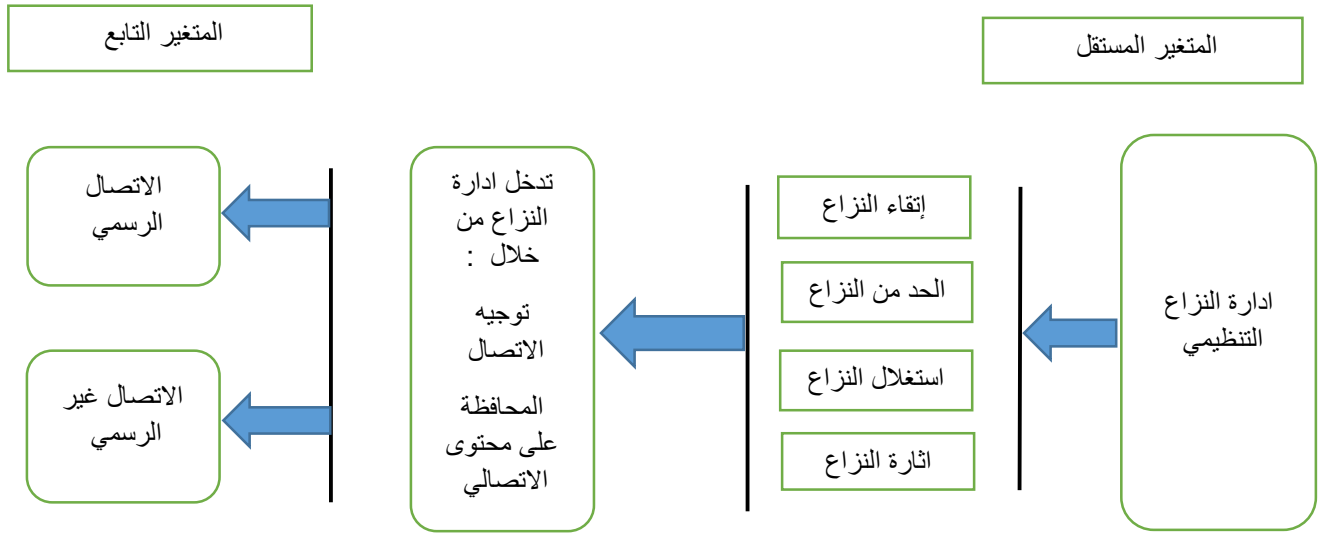 المتغير المستقل
المتغير التابع
ادارة النزاع
التنظيمي
إتقاء النزاع
الحد من النزاع
استغلال النزاع
اثارة النزاع
تدخل ادارة
النزاع من
خلال :
توجيه
الاتصال
المحافظة
على محتوى
الاتصالي
الاتصال
الرسمي
الاتصال غير
الرسمي